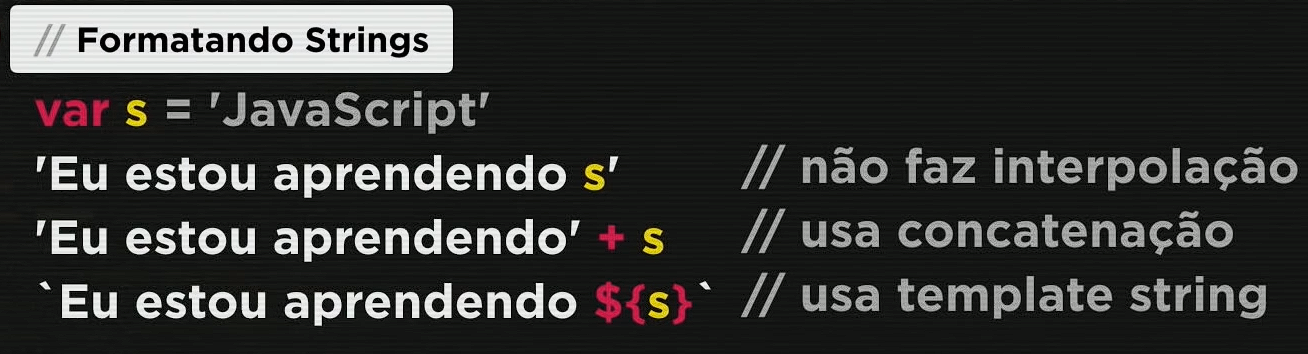 // Formatando Strings
var s = 'JavaScript'
'Eu estou aprendendo s' // não faz interpolação
'Eu estou aprendendo' + s // usa concatenação
`Eu estou aprendendo ${s}` // usa template string